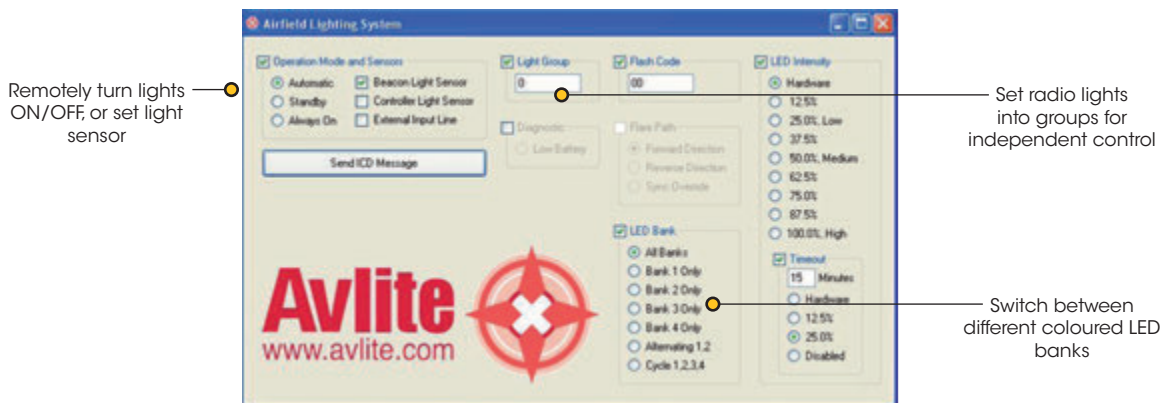 Airfield Lighting System
Operation Mode and Sensors
Automatic
Beacon Light Sensor
Standby
Controller Light Sensor
Always On
External Input Line
Send ICD Message
Light Group
0
Diagnostic
Low Battery
Flash Code
00
Flare Path
Forward Direction
Reverse Direction
Sync Override
LED Bank
All Banks
Bank 1 Only
Bank 2 Only
Bank 3 Only
Bank 4 Only
Alternating 1,2
Cycle 1,2,3,4
LED Intensity
Hardware
12.5%
25.0%, Low
37.5%
50.0%, Medium
62.5%
75.0%
87.5%
100.0%, High
Timeout
15 Minutes
Hardware
12.5%
25.0%
Disabled
Avlite
www.avlite.com
Remotely turn lights
ON/OFF, or set light
sensor
Set radio lights
into groups for
independent control
Switch between
different coloured LED
banks